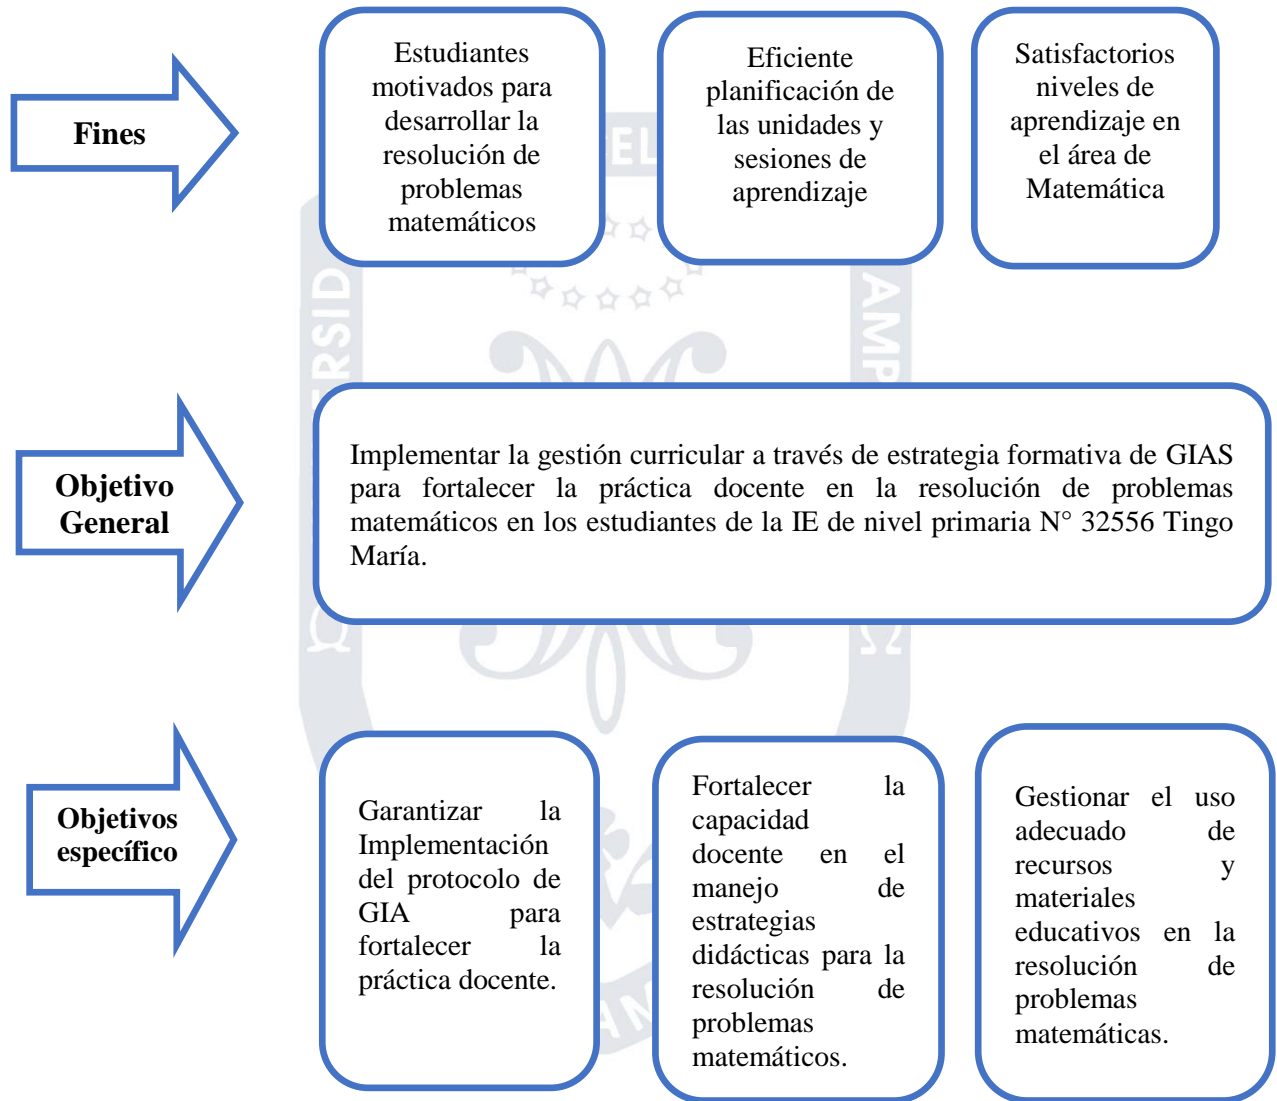 Fines
Estudiantes
motivados para
desarrollar la
resolución de
problemas
matemáticos
Eficiente
planificación de
las unidades y
sesiones de
aprendizaje
Satisfactorios
niveles de
aprendizaje en
el área de
Matemática
Objetivo
General
Implementar la gestión curricular a través de estrategia formativa de GIAS
para fortalecer la práctica docente en la resolución de problemas
matemáticos en los estudiantes de la IE de nivel primaria N° 32556 Tingo
María.
Objetivos
específico
Garantizar la
Implementación
del protocolo de
GIA para
fortalecer la
práctica docente.
Fortalecer la
capacidad
docente en el
manejo de
estrategias
didácticas para la
resolución de
problemas
matemáticos.
Gestionar el uso
adecuado de
recursos y
materiales
educativos en la
resolución de
problemas
matemáticas.